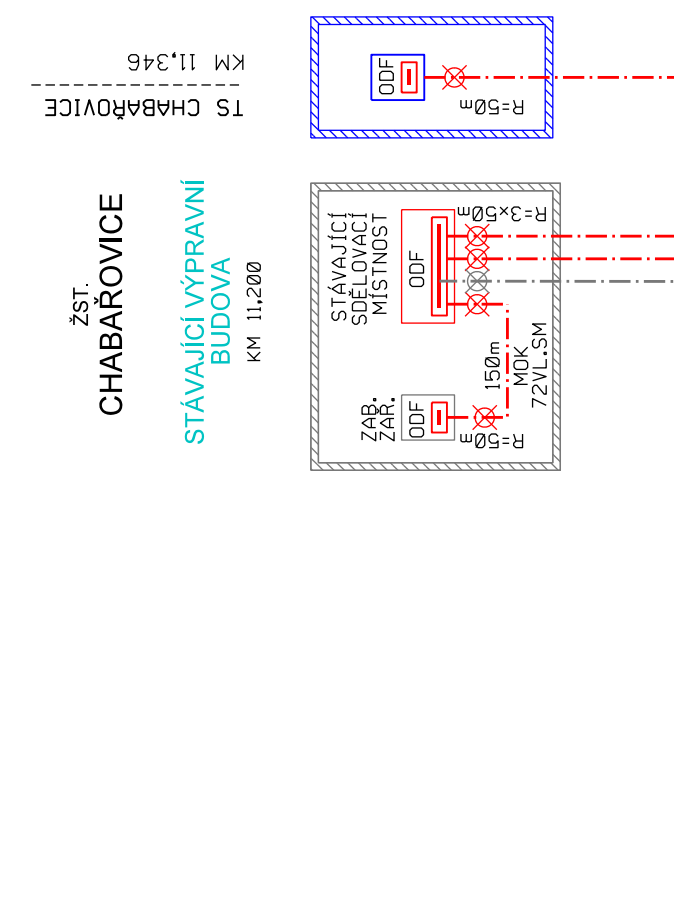 KM 11,346
TS CHABAŘOVICE
ODF
R=50m
ŽST.
CHABAŘOVICE
STÁVAJÍCÍ VÝPRAVNÍ
BUDOVA
KM 11,200
STÁVAJÍCÍ
SDĚLOVACÍ
MÍSTNOST
ODF
R=3x50m
150m
MOK
72VL.SM
ZAB.
ZAŘ.
ODF
R=50m